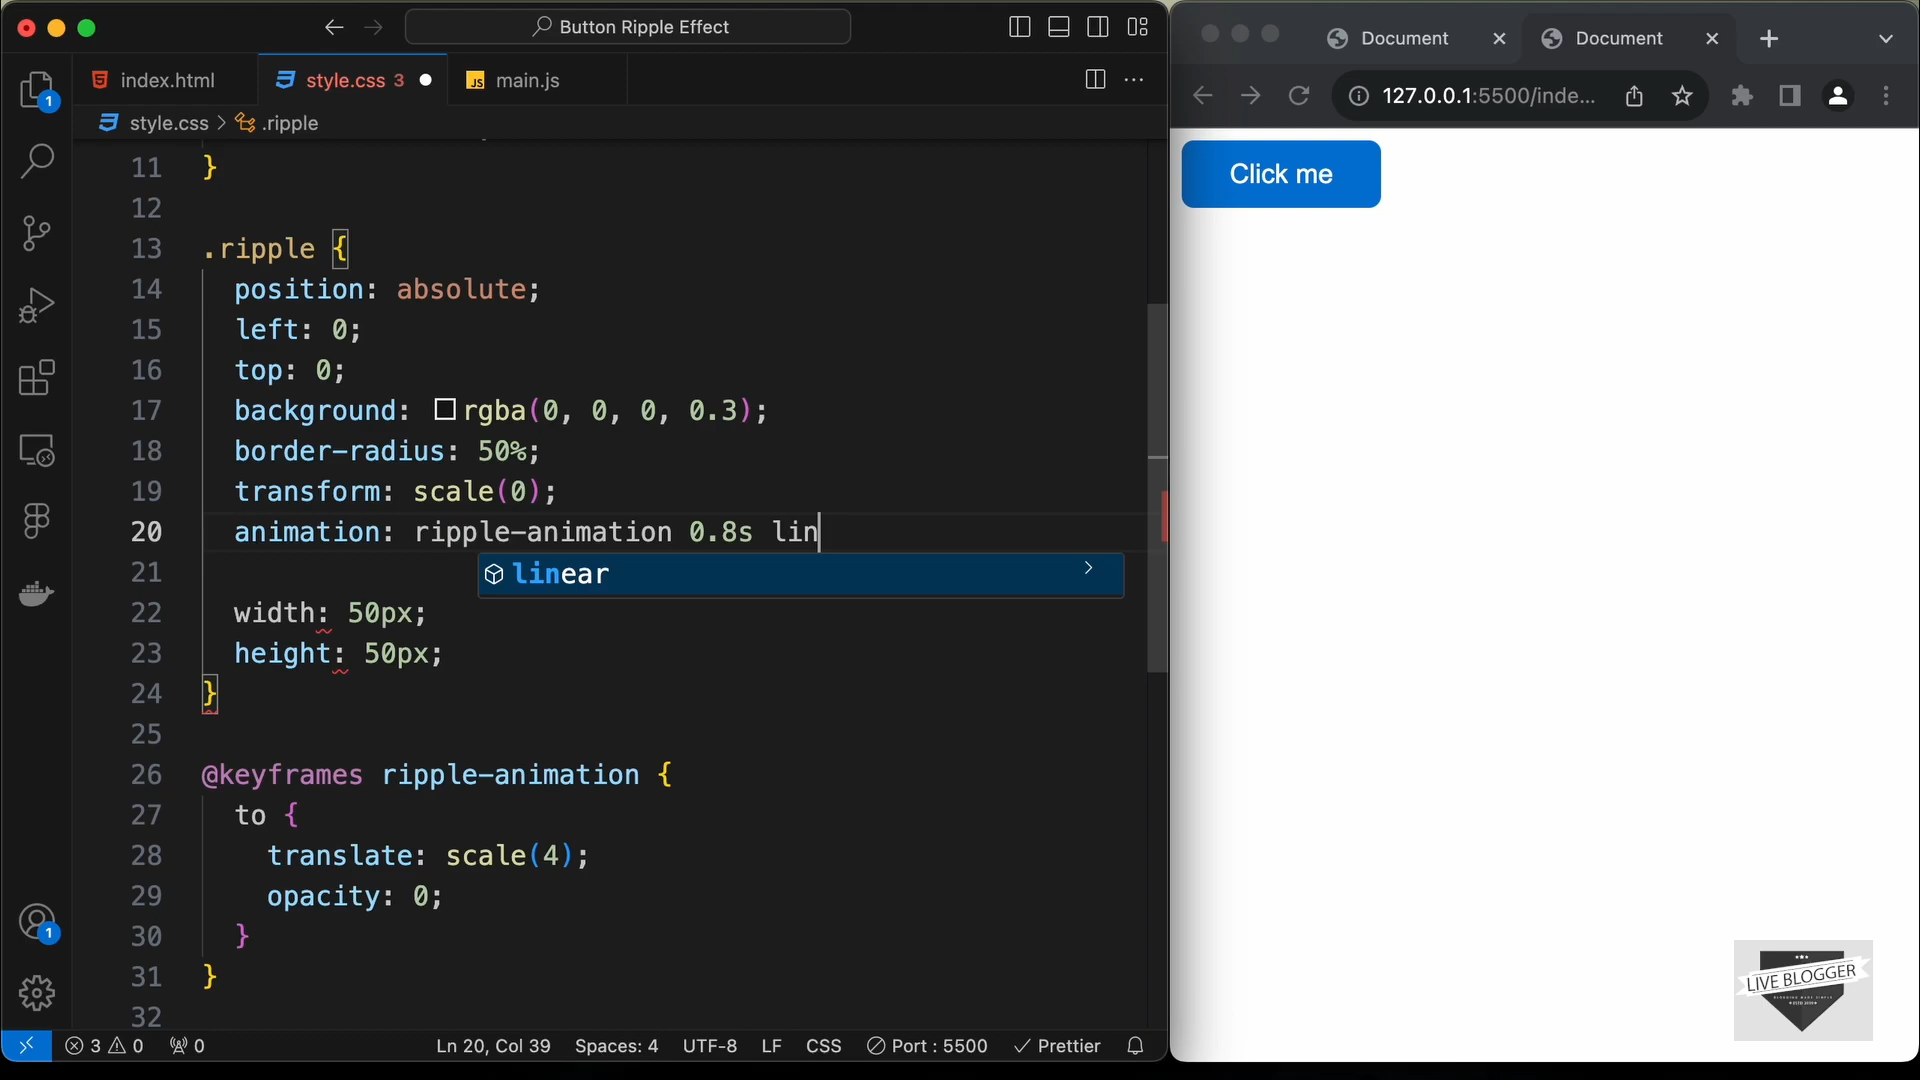 Button Ripple Effect
index.html
style.css 3
main.js
style.css > .ripple
11 }
12
13 .ripple {
14 position: absolute;
15 left: 0;
16 top: 0;
17 background: rgba(0, 0, 0, 0.3);
18 border-radius: 50%;
19 transform: scale(0);
20 animation: ripple-animation 0.8s lin
21 linear
22 width: 50px;
23 height: 50px;
24 }
25
26 @keyframes ripple-animation {
27 to {
28 translate: scale(4);
29 opacity: 0;
30 }
31 }
32
1
1
3 0 0 Ln 20, Col 39 Spaces: 4 UTF-8 LF CSS Port : 5500 Prettier
Document
Document
127.0.0.1:5500/inde...
Click me
LIVE BLOGGER